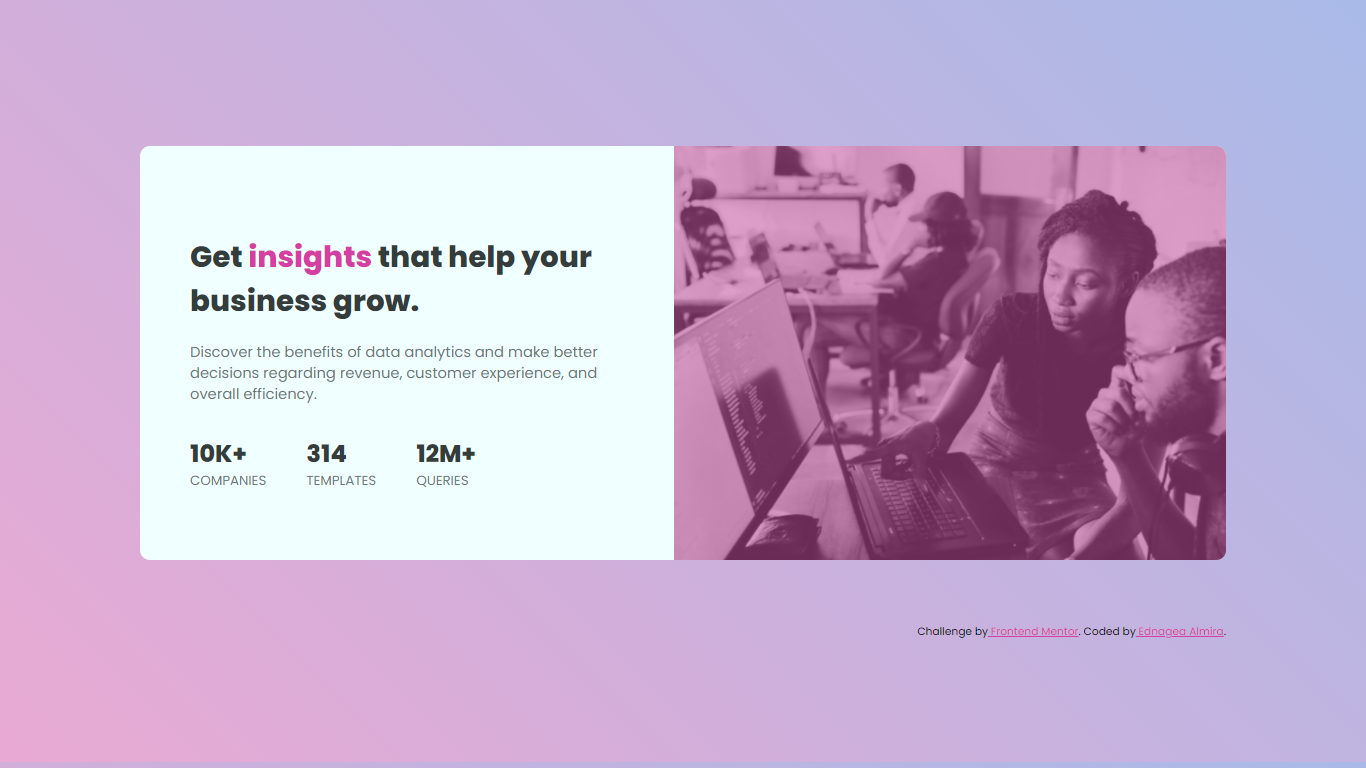 Get insights that help your
business grow.
Discover the benefits of data analytics and make better
decisions regarding revenue, customer experience, and
overall efficiency.
10K+ 314 12M+
COMPANIES TEMPLATES QUERIES
Challenge by Frontend Mentor. Coded by Ednagea Almira.